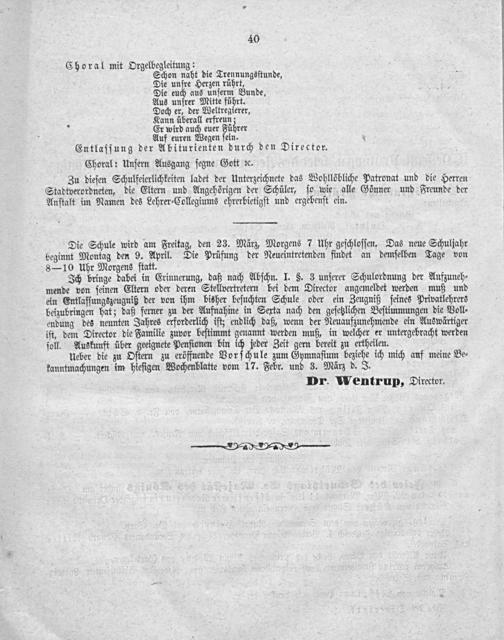 40
Choral mit Orgelbegleitung:
Schon naht die Trennungsstunde,
Die unsre Herzen rührt,
Die euch aus unserm Bunde,
Aus unsrer Mitte führt.
Doch er, der Weltregierer,
Kann überall erfreun;
Er wird auch euer Führer
Auf euren Wegen sein.
Entlassung der Abiturienten durch den Director.
Choral: Unsern Ausgang segne Gott ꝛc.
Zu diesen Schulfeierlichkeiten ladet der Unterzeichnete das Wohllöbliche Patronat und die Herren
Stadtverordneten, die Eltern und Angehörigen der Schüler, so wie alle Gönner und Freunde der
Anstalt im Namen des Lehrer-Collegiums ehrerbietigst und ergebenst ein.
Die Schule wird am Freitag, den 23. März, Morgens 7 Uhr geschlossen. Das neue Schuljahr
beginnt Montag den 9. April. Die Prüfung der Neueintretenden findet an demselben Tage von
8—10 Uhr Morgens statt.
Ich bringe dabei in Erinnerung, daß nach Abschn. I. §. 3 unserer Schulordnung der Aufzuneh-
mende von seinen Eltern oder deren Stellvertretern bei dem Director angemeldet werden muß und
ein Entlassungszeugniß der von ihm bisher besuchten Schule oder ein Zeugniß seines Privatlehrers
beizubringen hat; daß ferner zu der Aufnahme in Sexta nach den gesetzlichen Bestimmungen die Voll-
endung des neunten Jahres erforderlich ist; endlich daß, wenn der Neuaufzunehmende ein Auswärtiger
ist, dem Director die Familie zuvor bestimmt genannt werden muß, in welcher er untergebracht werden
soll. Auskunft über geeignete Pensionen bin ich jeder Zeit gern bereit zu ertheilen.
Ueber die zu Ostern zu eröffnende Vorschule zum Gymnasium beziehe ich mich auf meine Be-
kanntmachungen im hiesigen Wochenblatte vom 17. Febr. und 3. März d. J.
Dr. Wentrup, Director.